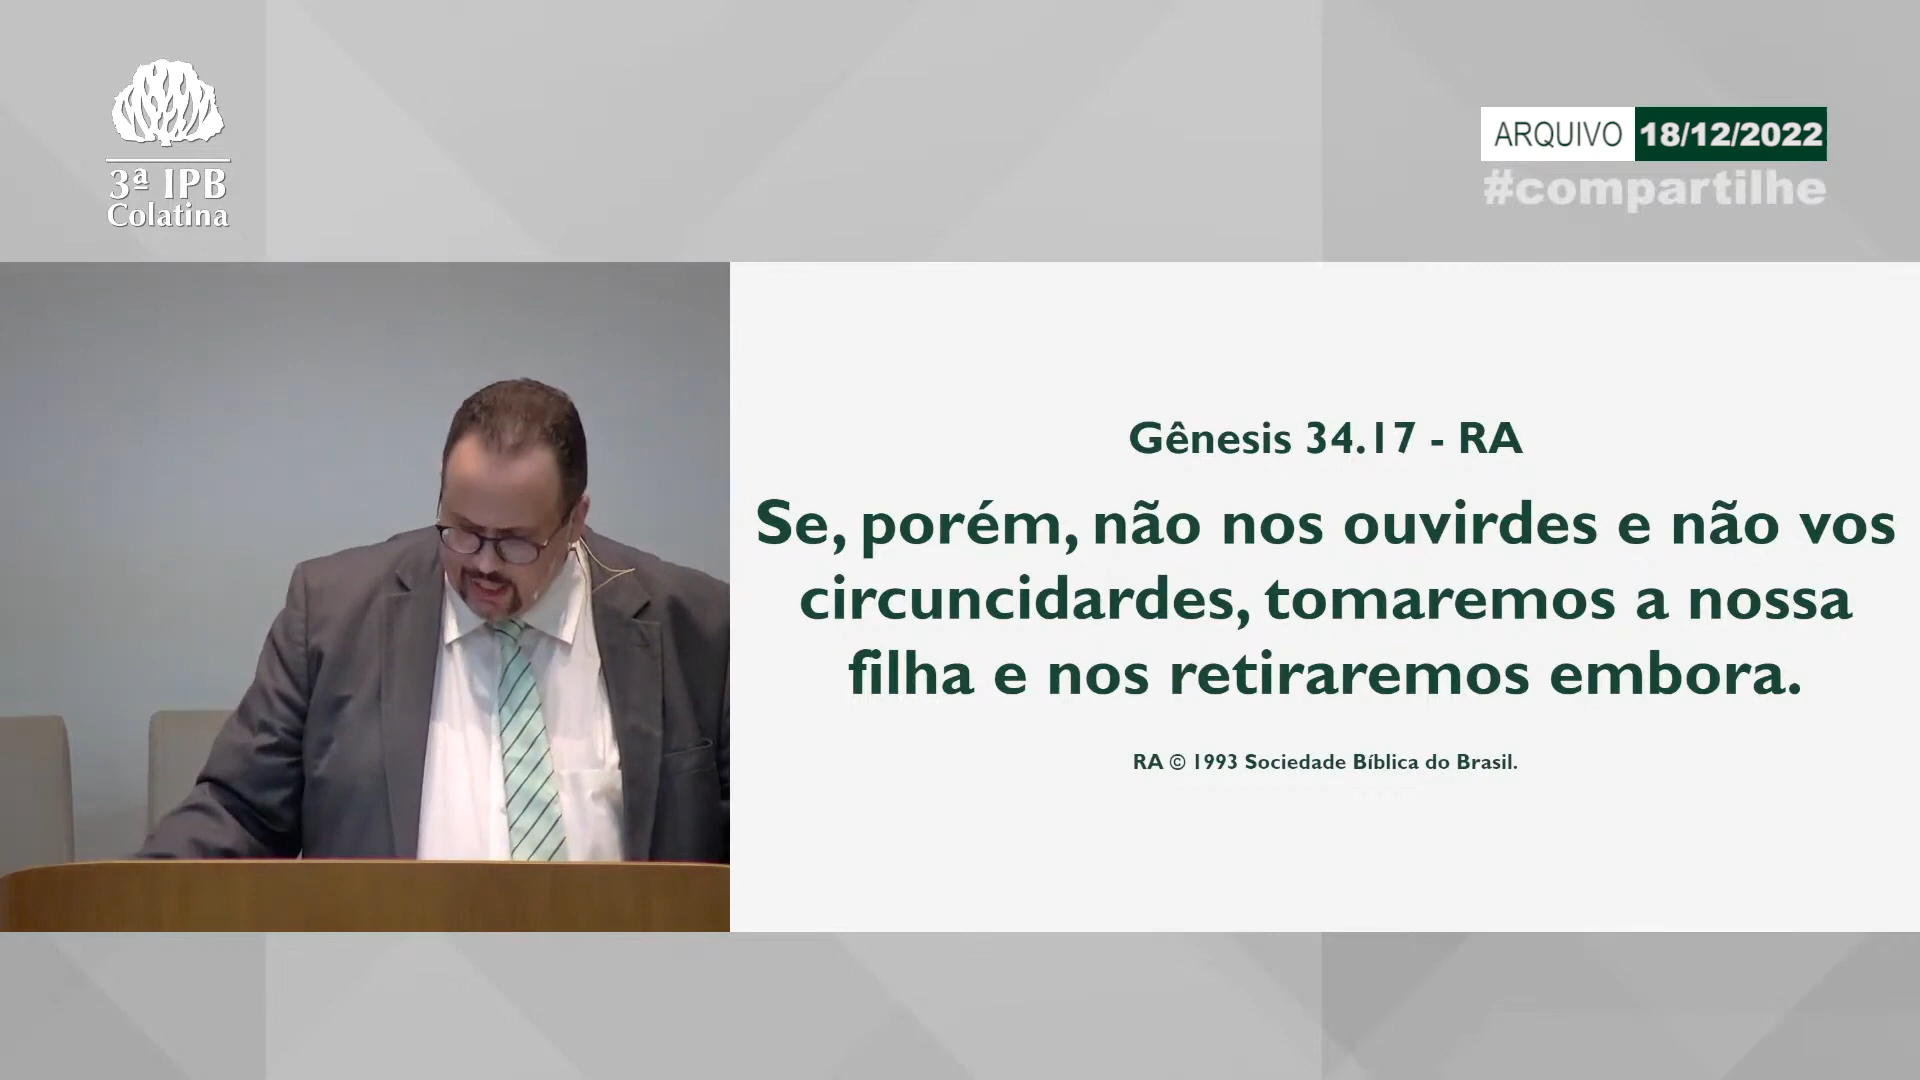 3ª IPB
Colatina
ARQUIVO 18/12/2022
#compartilhe
Gênesis 34.17 - RA
Se, porém, não nos ouvirdes e não vos
circuncidardes, tomaremos a nossa
filha e nos retiraremos embora.
RA © 1993 Sociedade Bíblica do Brasil.